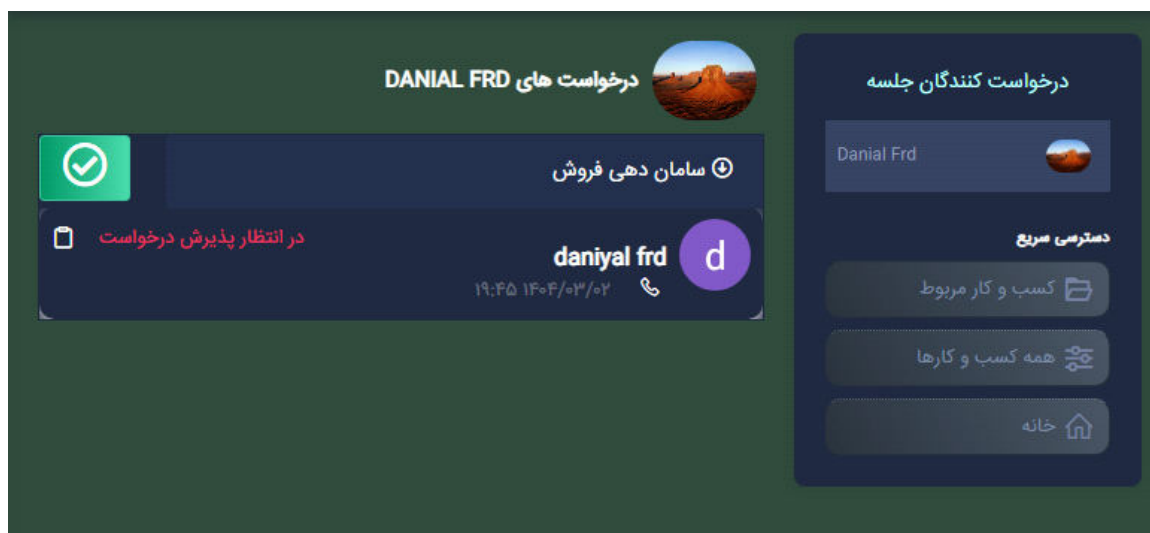 درخواست کنندگان جلسه
Danial Frd
دسترسی سریع
کسب و کار مربوط
همه کسب و کارها
خانه
درخواست های DANIAL FRD
سامان دهی فروش
d
daniyal frd
۱۴۰۴/۰۳/۰۲ ۱۹:۴۵
در انتظار پذیرش درخواست